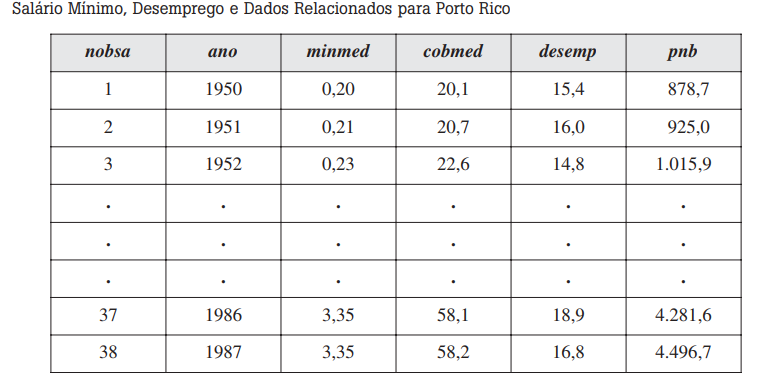 Salário Mínimo, Desemprego e Dados Relacionados para Porto Rico
nobsa ano minmed cobmed desemp pnb
1 1950 0,20 20,1 15,4 878,7
2 1951 0,21 20,7 16,0 925,0
3 1952 0,23 22,6 14,8 1.015,9
. . . . . .
. . . . . .
. . . . . .
37 1986 3,35 58,1 18,9 4.281,6
38 1987 3,35 58,2 16,8 4.496,7